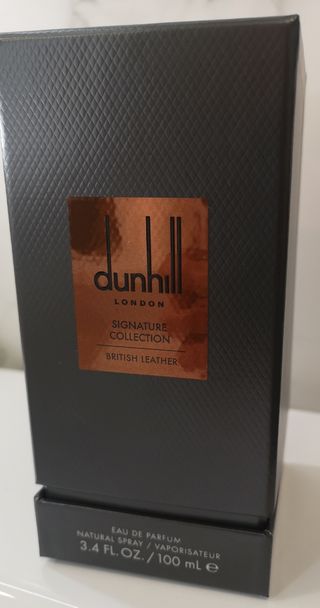 dunhill
LONDON
SIGNATURE
COLLECTION
BRITISH LEATHER
EAU DE PARFUM
NATURAL SPRAY / VAPORISATEUR
3.4 FL.OZ./100 mL ℮